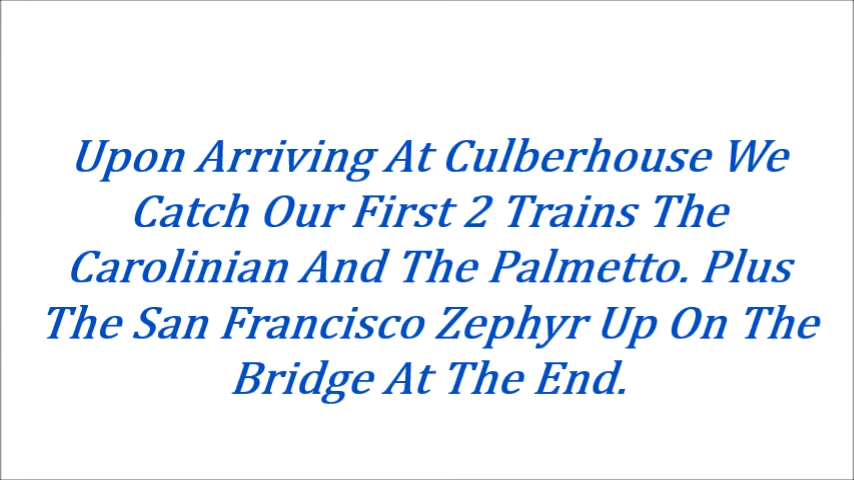 Upon Arriving At Culberhouse We
Catch Our First 2 Trains The
Carolinian And The Palmetto. Plus
The San Francisco Zephyr Up On The
Bridge At The End.